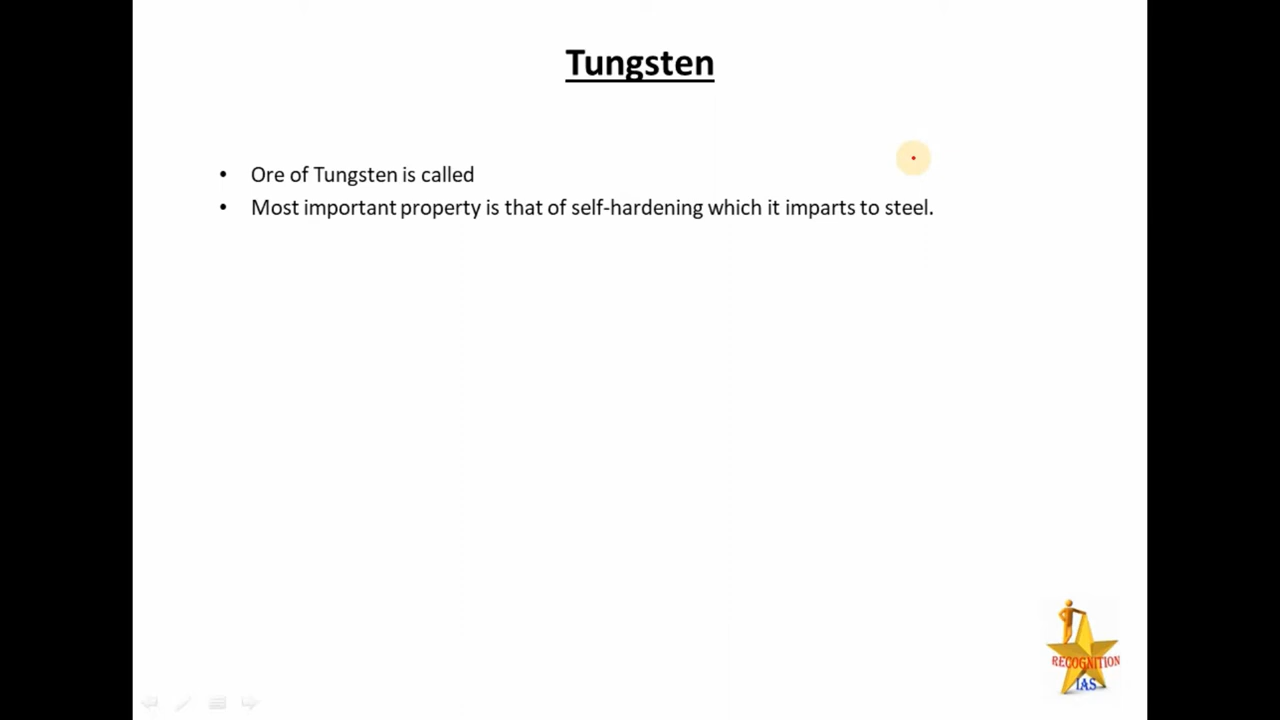 Tungsten
• Ore of Tungsten is called
• Most important property is that of self-hardening which it imparts to steel.
RECOGNITION
IAS